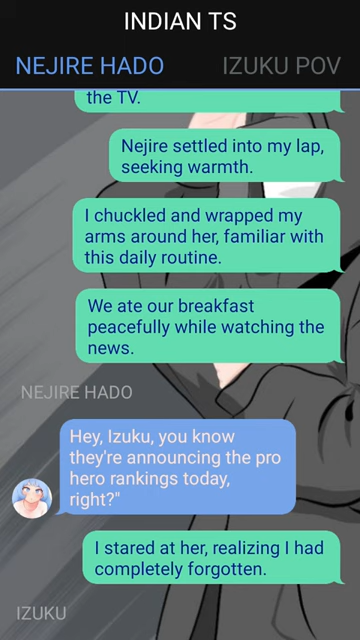 INDIAN TS
NEJIRE HADO
IZUKU POV
the TV.
Nejire settled into my lap,
seeking warmth.
I chuckled and wrapped my
arms around her, familiar with
this daily routine.
We ate our breakfast
peacefully while watching the
news.
NEJIRE HADO
Hey, Izuku, you know
they're announcing the pro
hero rankings today,
right?"
I stared at her, realizing I had
completely forgotten.
IZUKU